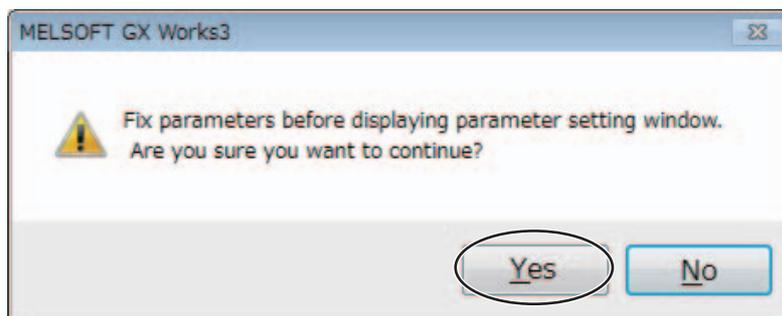 MELSOFT GX Works3
Fix parameters before displaying parameter setting window.
Are you sure you want to continue?
Yes
No